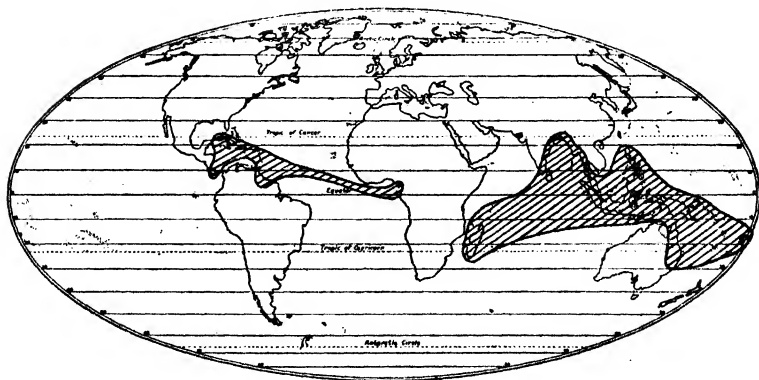 Arctic Circle
Tropic of Cancer
Equator
Tropic of Capricorn
Antarctic Circle